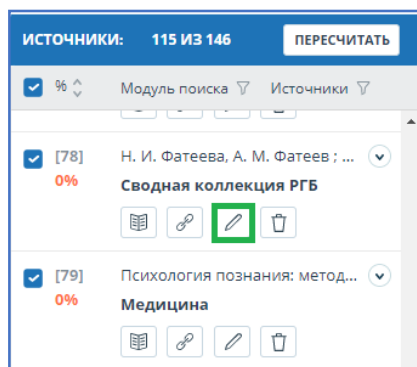 ИСТОЧНИКИ: 115 ИЗ 146 ПЕРЕСЧИТАТЬ
% Модуль поиска Источники
[78] Н. И. Фатеева, А. М. Фатеев ; ...
0% Сводная коллекция РГБ
[79] Психология познания: метод...
0% Медицина